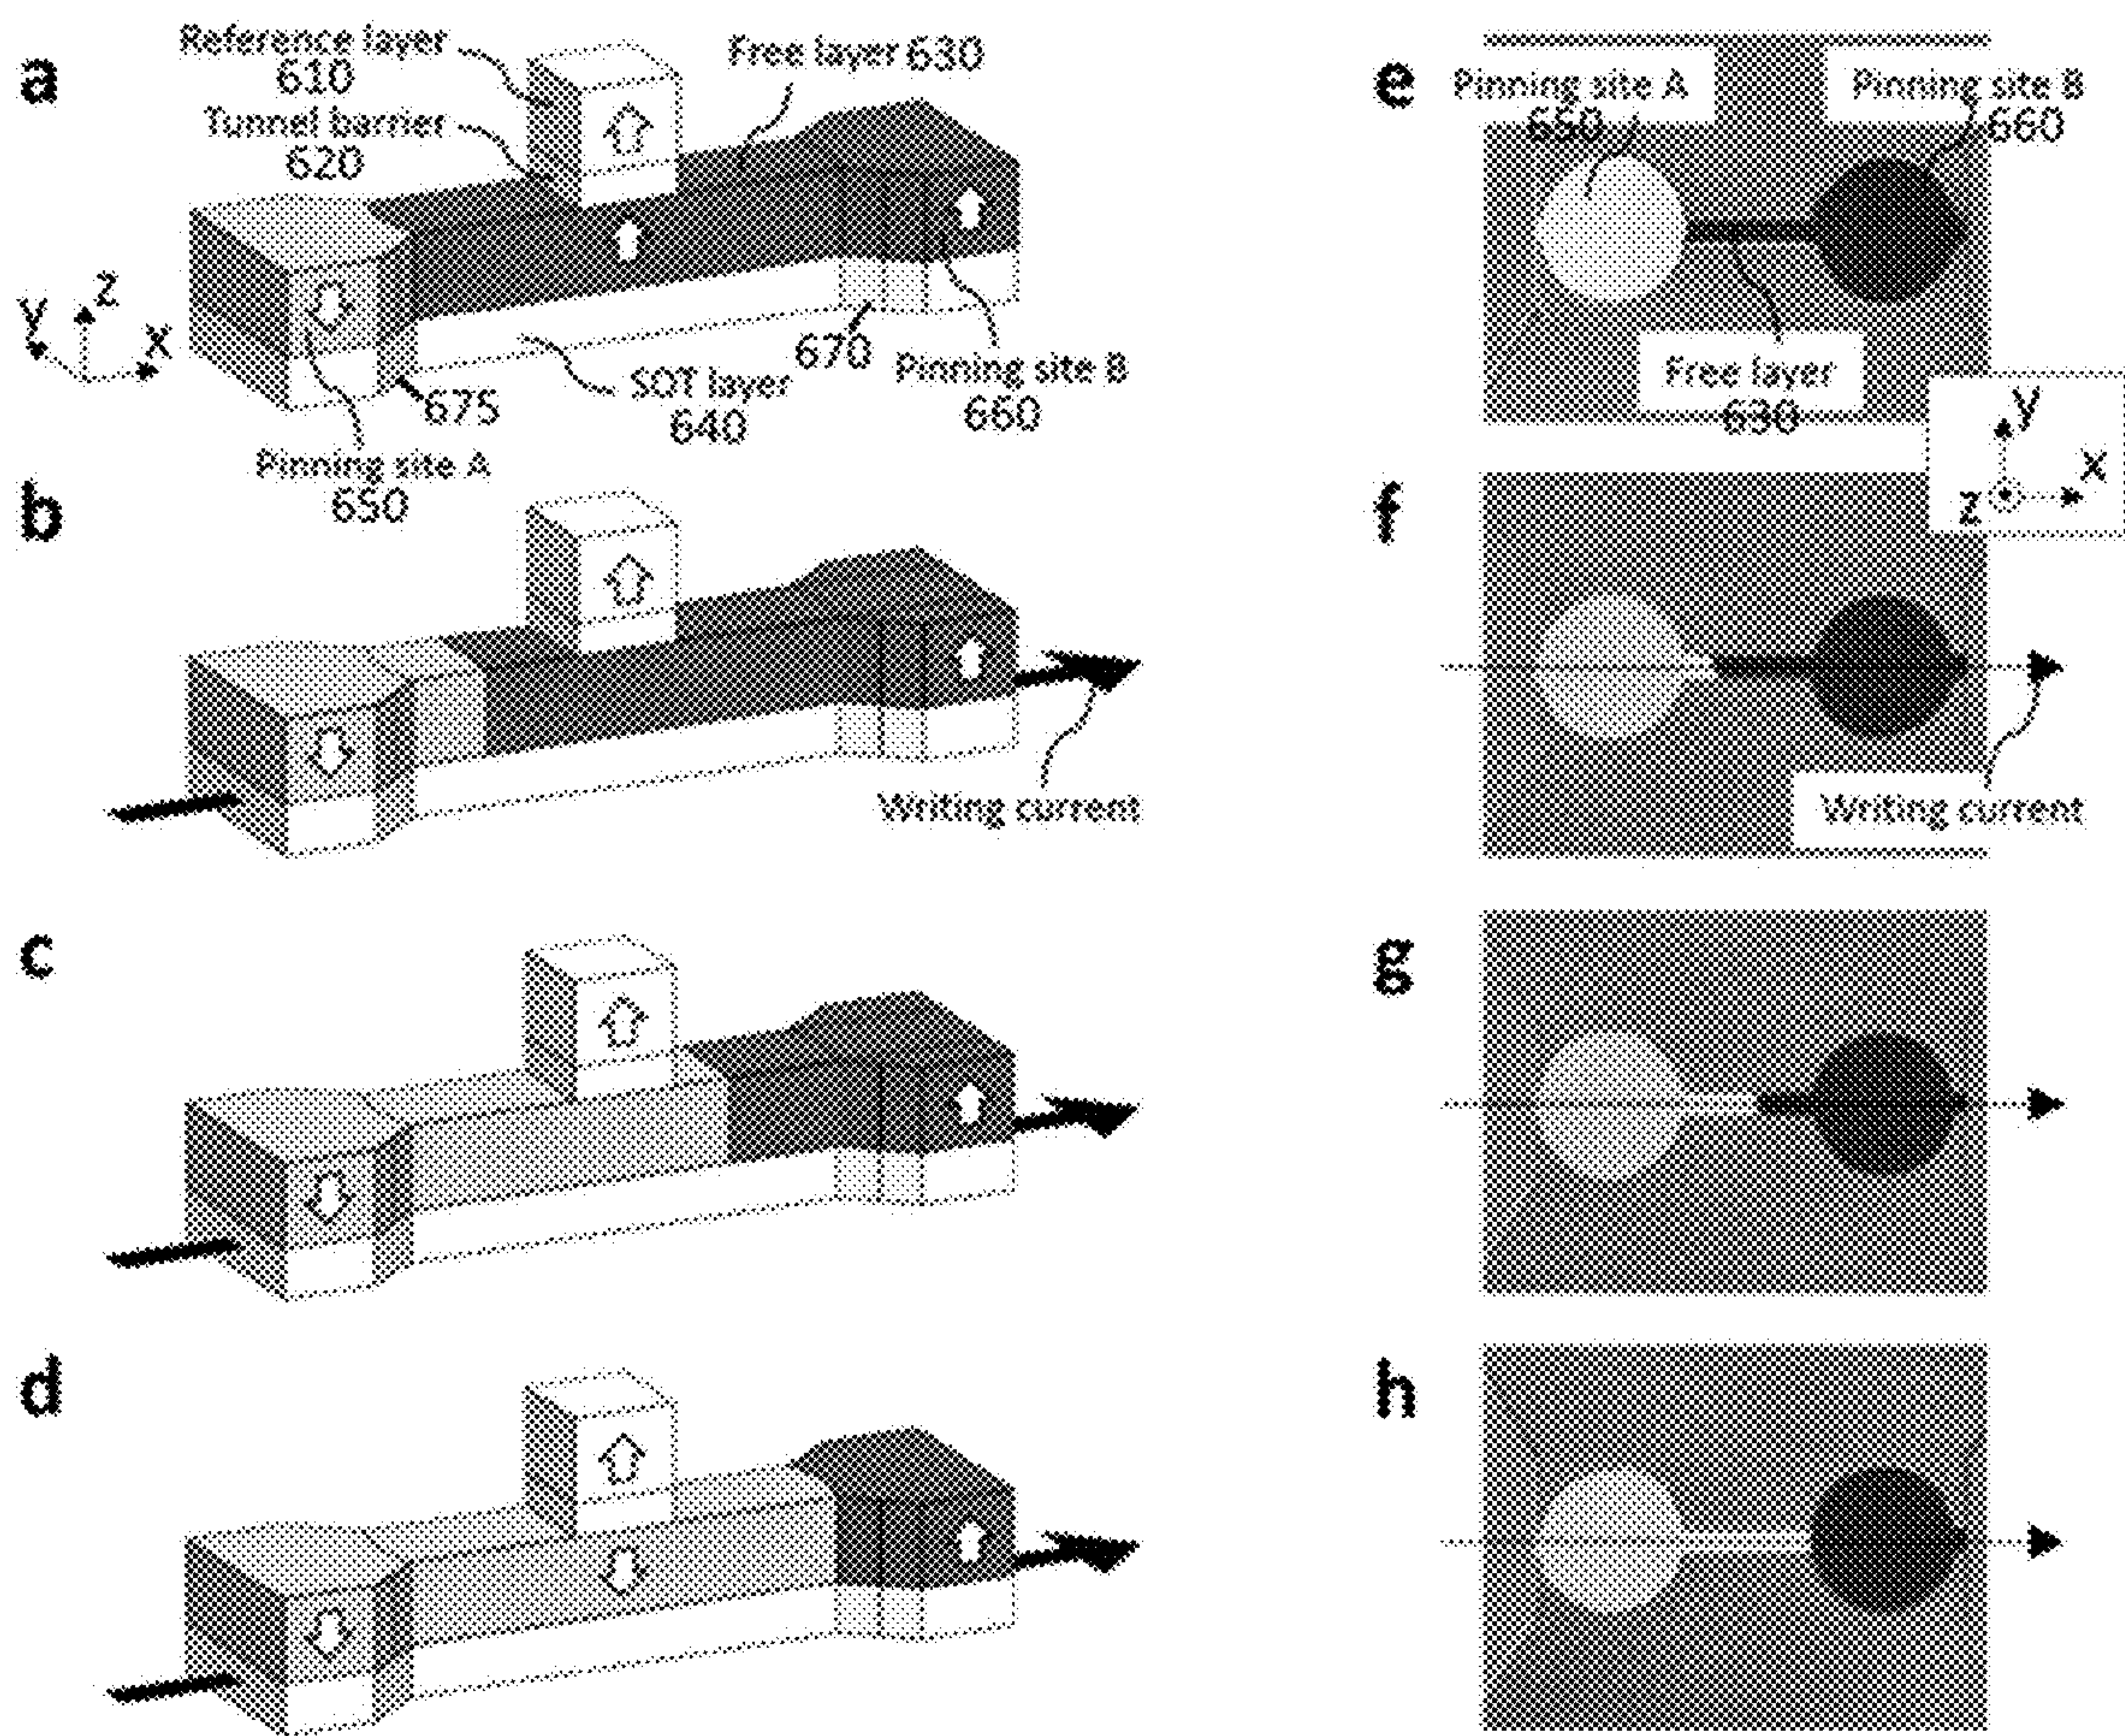 a
Reference layer
610
Tunnel barrier
620
Free layer 630
y
z
x
675
SOT layer
640
670
Pinning site B
660
Pinning site A
650
b
Writing current
c
d
e
Pinning site A
650
Pinning site B
660
Free layer
630
y
x
z
f
Writing current
g
h